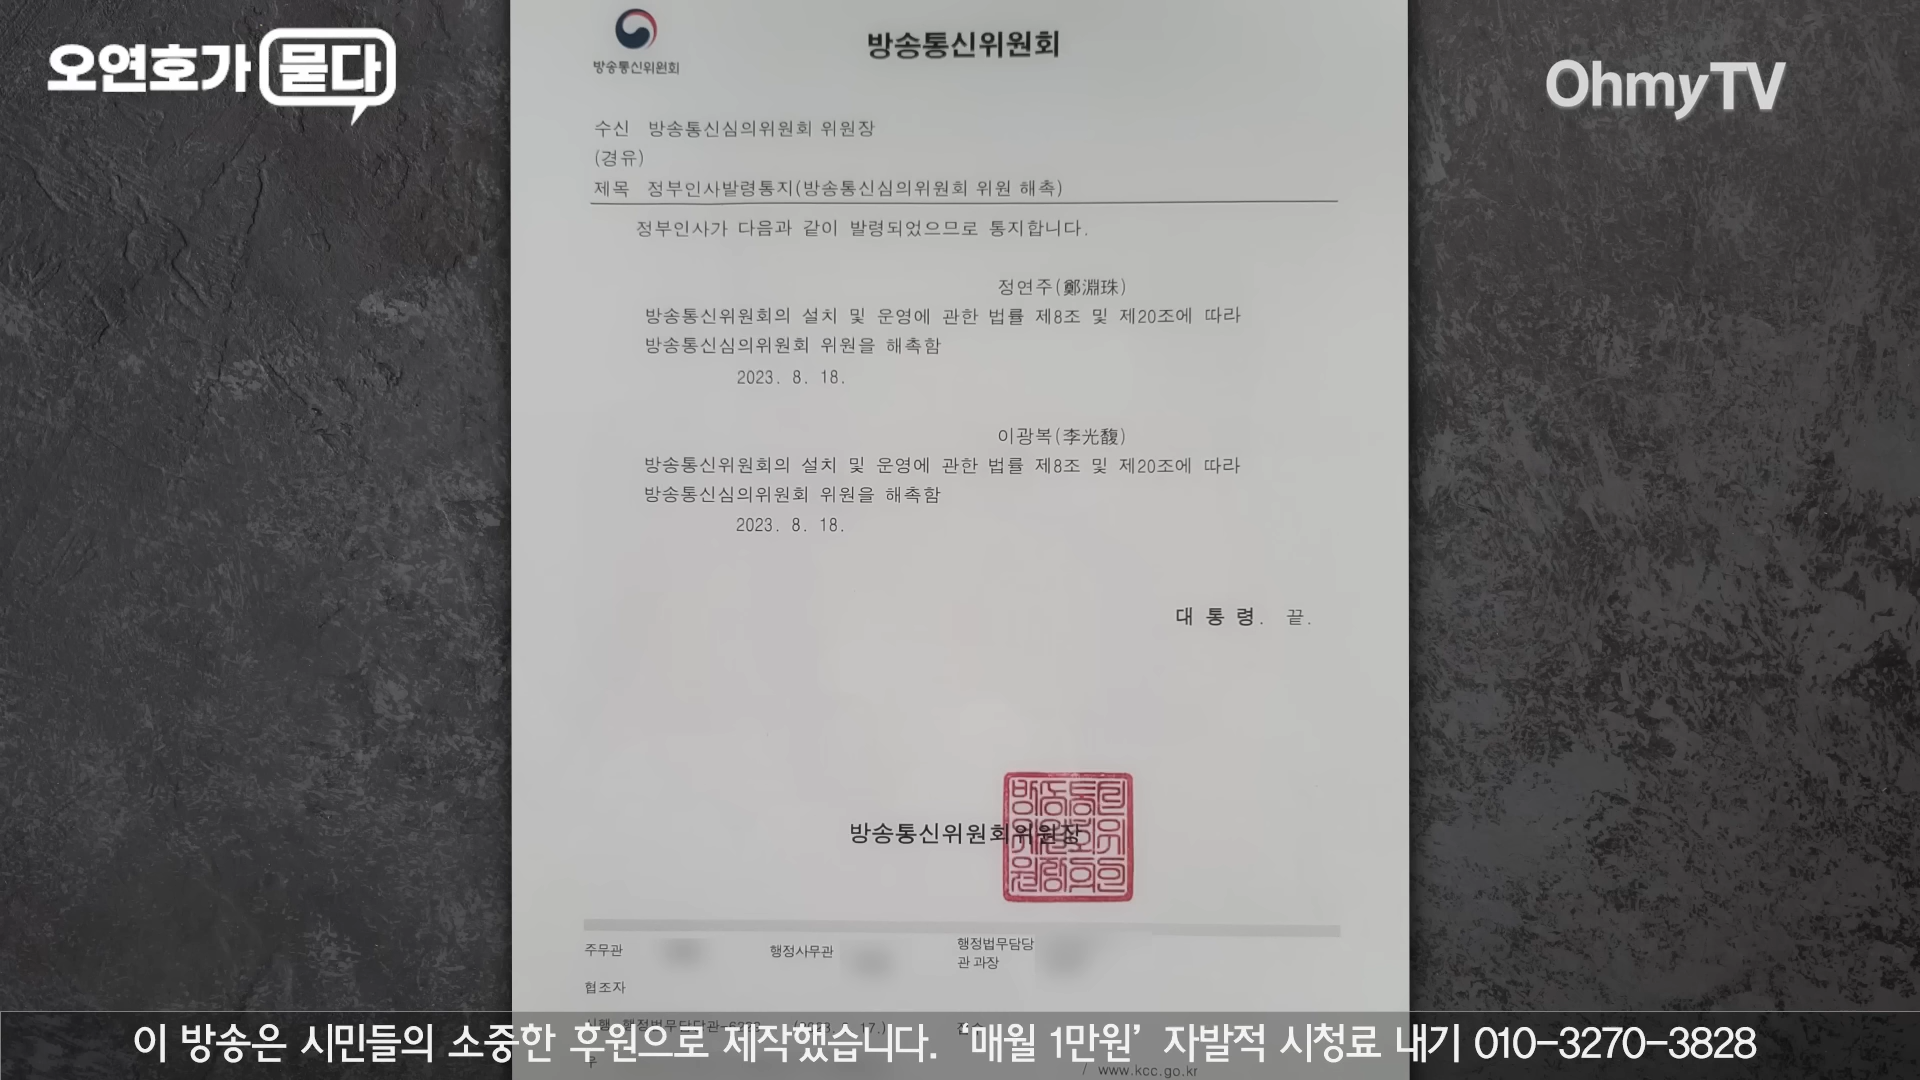 오연호가 묻다
OhmyTV
방송통신위원회
방송통신위원회
수신 방송통신심의위원회 위원장
(경유)
제목 정부인사발령통지(방송통신심의위원회 위원 해촉)
정부인사가 다음과 같이 발령되었으므로 통지합니다.
정연주(鄭淵珠)
방송통신위원회의 설치 및 운영에 관한 법률 제8조 및 제20조에 따라
방송통신심의위원회 위원을 해촉함
2023. 8. 18.
이광복(李光馥)
방송통신위원회의 설치 및 운영에 관한 법률 제8조 및 제20조에 따라
방송통신심의위원회 위원을 해촉함
2023. 8. 18.
대 통 령. 끝.
방송통신위원회위원장
주무관 행정사무관 행정법무담당
관 과장
협조자
이 방송은 시민들의 소중한 후원으로 제작했습니다. ‘매월 1만원’ 자발적 시청료 내기 010-3270-3828
/ www.kcc.go.kr